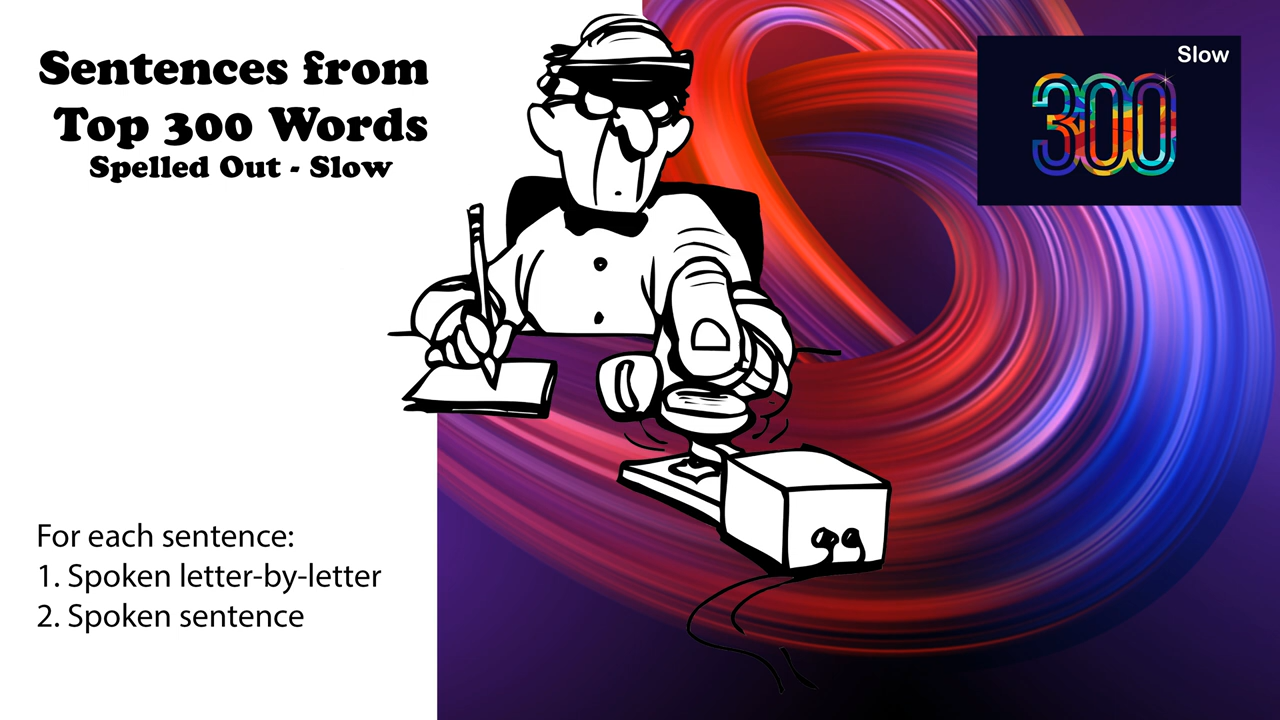 Sentences from
Top 300 Words
Spelled Out - Slow
Slow
300
For each sentence:
1. Spoken letter-by-letter
2. Spoken sentence